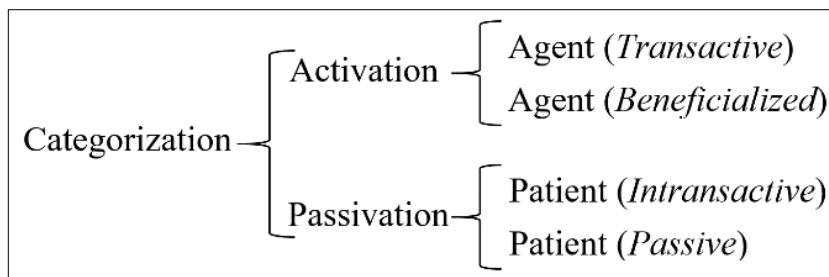 Categorization
Activation
Agent (Transactive)
Agent (Beneficialized)
Passivation
Patient (Intransactive)
Patient (Passive)